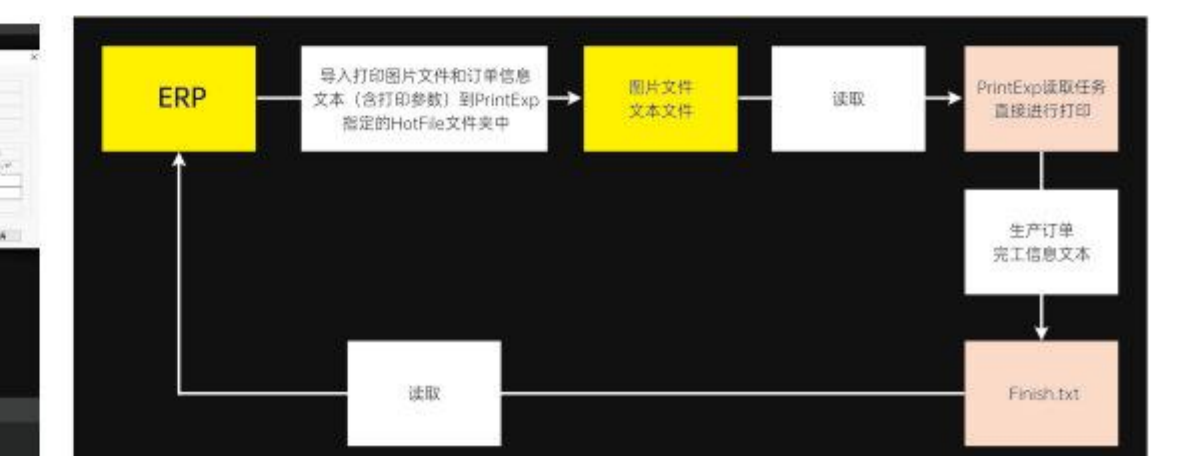 ERP
导入打印图片文件和订单信息
文本（含打印参数）到PrintExp
指定的HotFile文件夹中
图片文件
文本文件
读取
PrintExp读取任务
直接进行打印
生产订单
完工信息文本
读取
Finish.txt